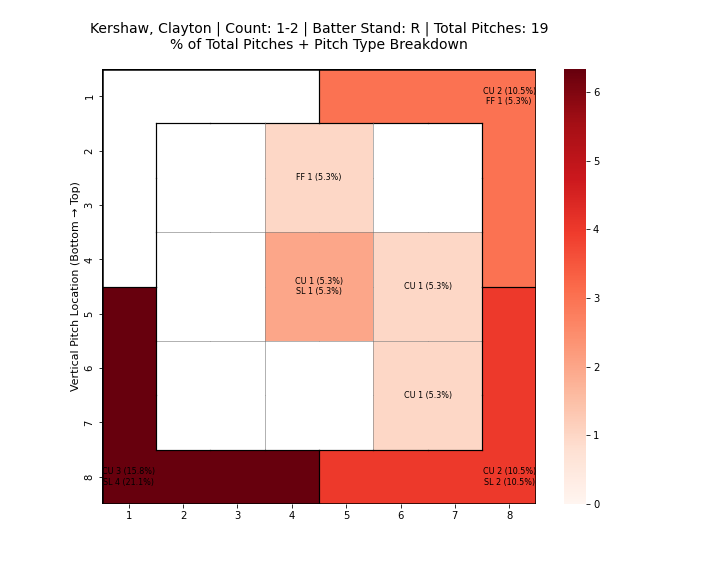 Kershaw, Clayton | Count: 1-2 | Batter Stand: R | Total Pitches: 19
% of Total Pitches + Pitch Type Breakdown
Vertical Pitch Location (Bottom → Top)
1
2
3
4
5
6
7
8
CU 2 (10.5%)
FF 1 (5.3%)
FF 1 (5.3%)
CU 1 (5.3%)
SL 1 (5.3%)
CU 1 (5.3%)
CU 1 (5.3%)
CU 3 (15.8%)
SL 4 (21.1%)
CU 2 (10.5%)
SL 2 (10.5%)
1
2
3
4
5
6
7
8
6
5
4
3
2
1
0